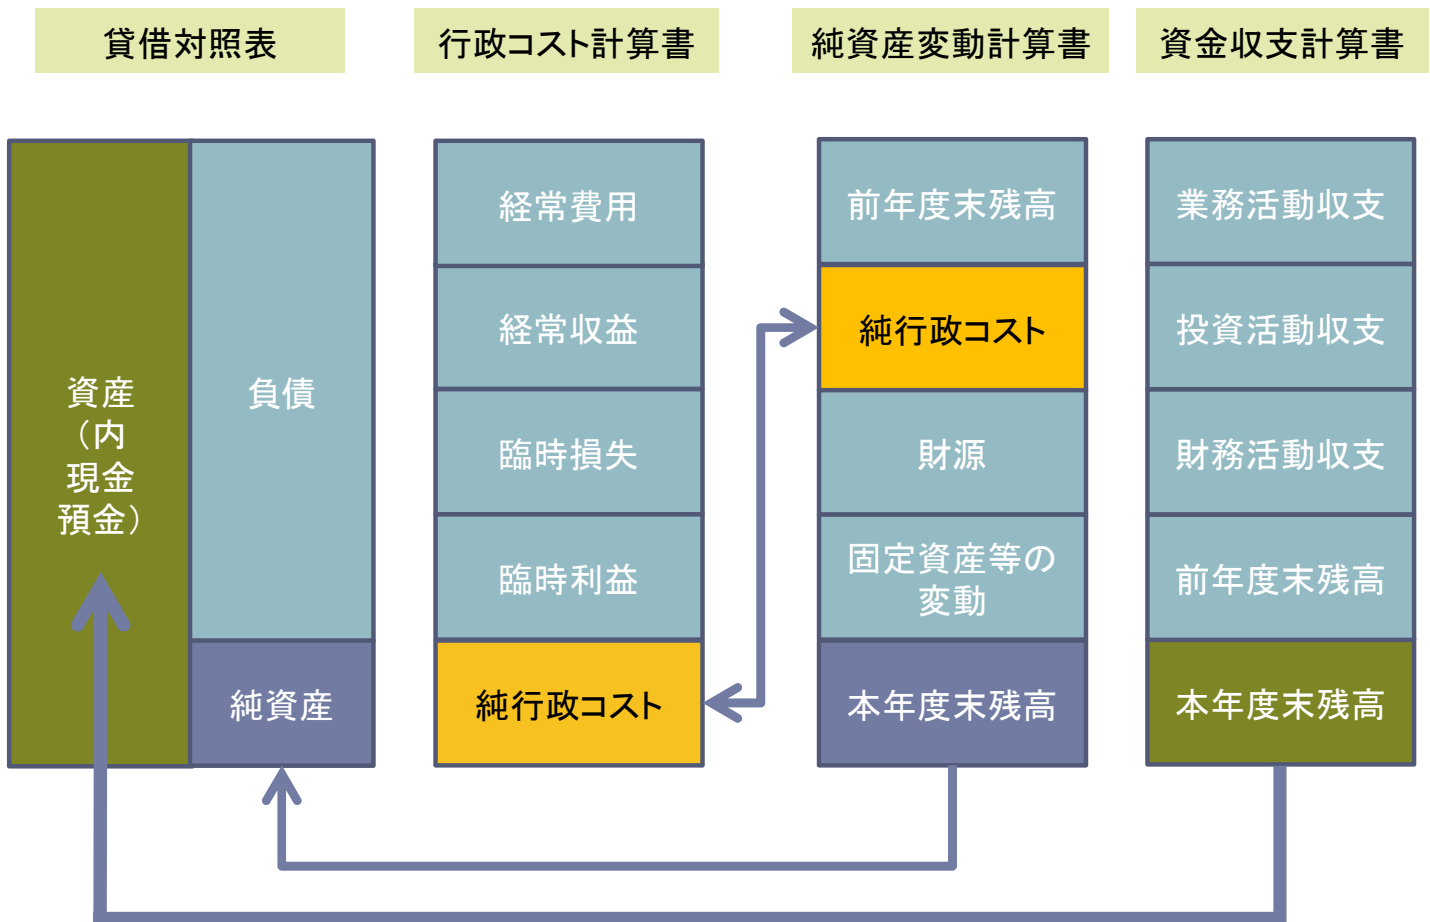 貸借対照表
行政コスト計算書
純資産変動計算書
資金収支計算書
資産
（内
現金
預金）
負債
純資産
経常費用
経常収益
臨時損失
臨時利益
純行政コスト
前年度末残高
純行政コスト
財源
固定資産等の
変動
本年度末残高
業務活動収支
投資活動収支
財務活動収支
前年度末残高
本年度末残高